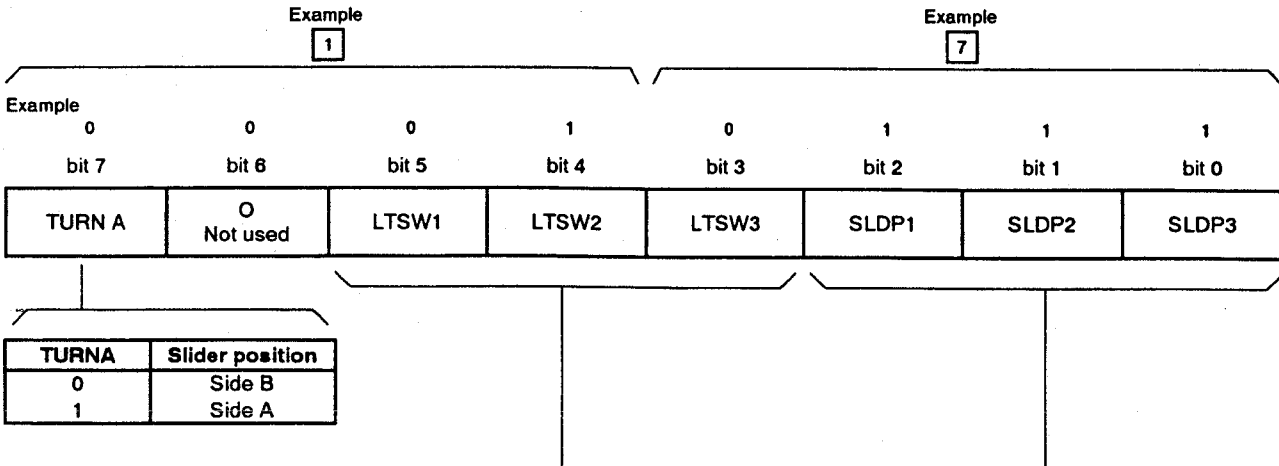 Example Example
1 7
Example
0 0 0 1 0 1 1 1
bit 7 bit 6 bit 5 bit 4 bit 3 bit 2 bit 1 bit 0
TURN A O Not used LTSW1 LTSW2 LTSW3 SLDP1 SLDP2 SLDP3
TURNA Slider position
0 Side B
1 Side A